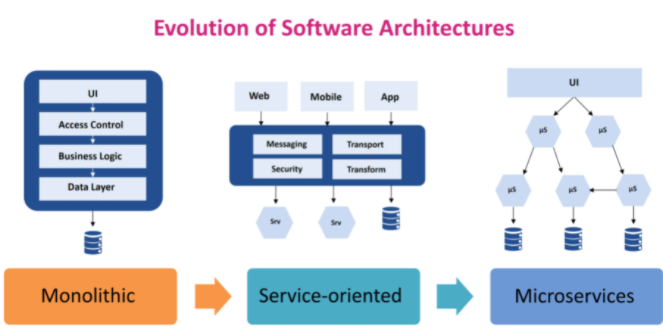 Evolution of Software Architectures
UI
Access Control
Business Logic
Data Layer
Web
Mobile
App
Messaging
Transport
Security
Transform
Srv
Srv
UI
µS
µS
µS
µS
µS
Monolithic
Service-oriented
Microservices